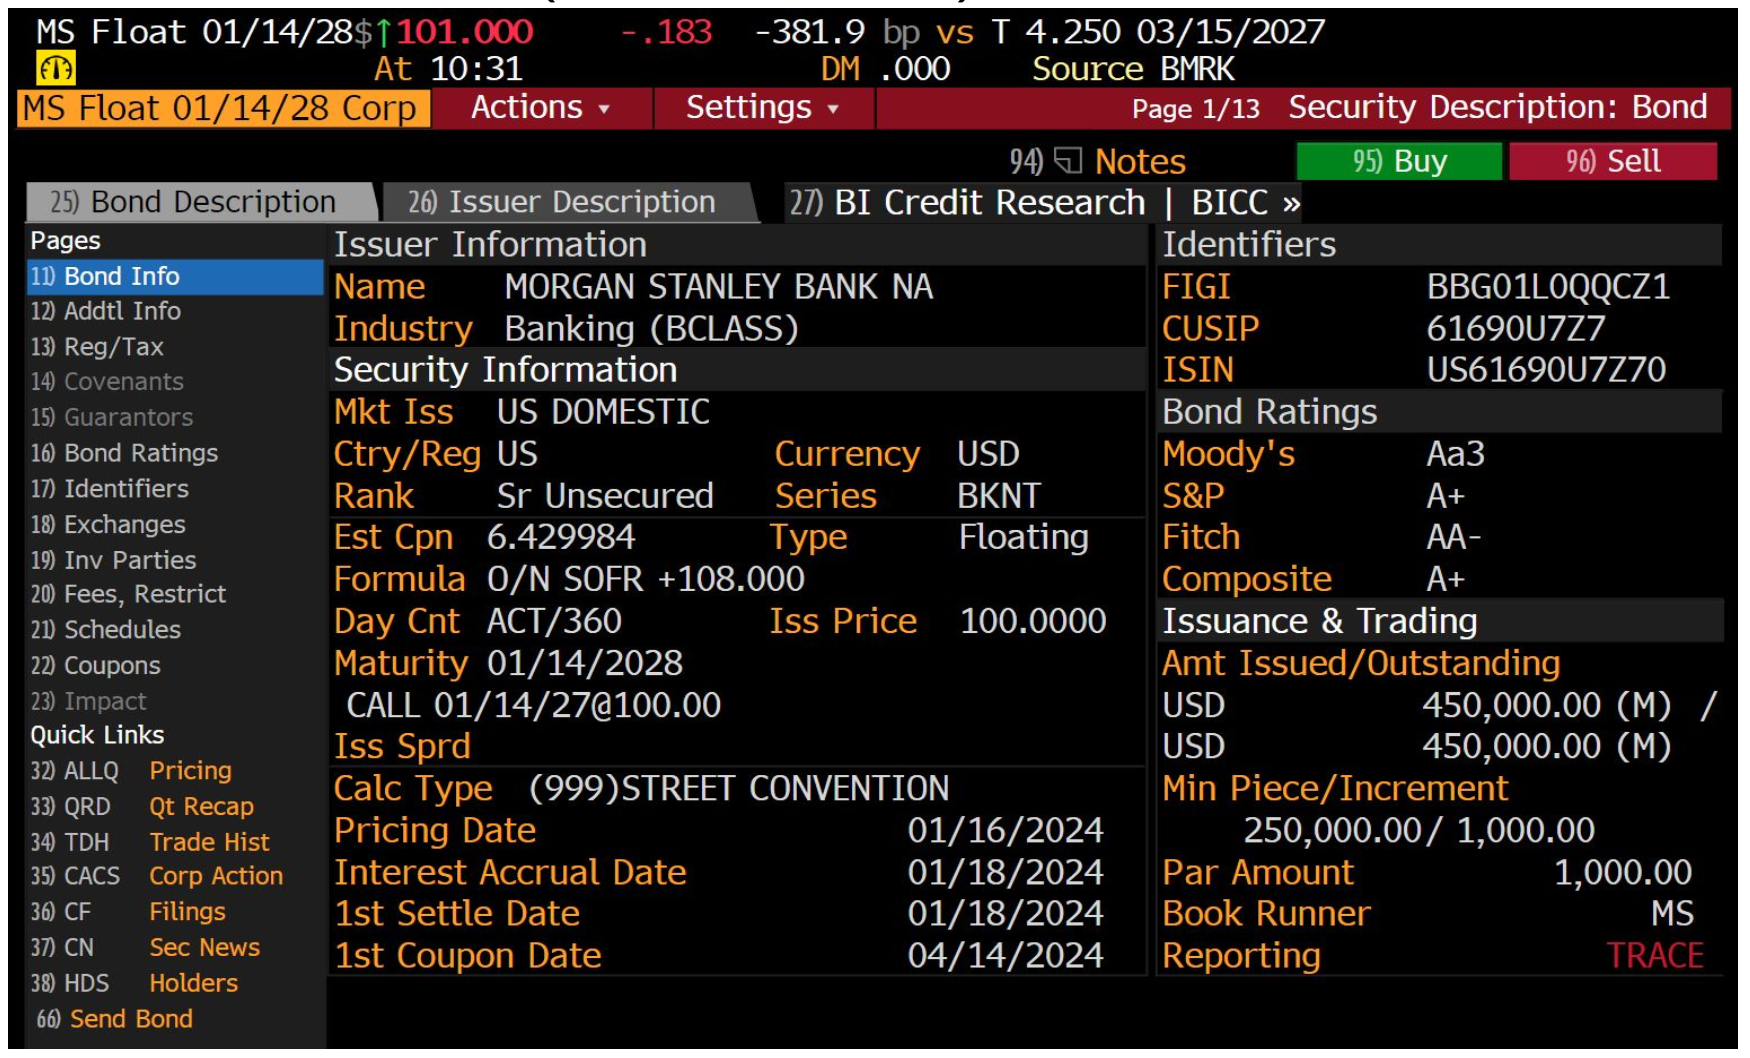 MS Float 01/14/28 $↑101.000 -.183 -381.9 bp vs T 4.250 03/15/2027
At 10:31 DM .000 Source BMRK
MS Float 01/14/28 Corp Actions Settings Page 1/13 Security Description: Bond
94) Notes 95) Buy 96) Sell
25) Bond Description 26) Issuer Description 27) BI Credit Research | BICC »
Pages
11) Bond Info
12) Addtl Info
13) Reg/Tax
14) Covenants
15) Guarantors
16) Bond Ratings
17) Identifiers
18) Exchanges
19) Inv Parties
20) Fees, Restrict
21) Schedules
22) Coupons
23) Impact
Quick Links
32) ALLQ Pricing
33) QRD Qt Recap
34) TDH Trade Hist
35) CACS Corp Action
36) CF Filings
37) CN Sec News
38) HDS Holders
66) Send Bond
Issuer Information
Name MORGAN STANLEY BANK NA
Industry Banking (BCLASS)
Security Information
Mkt Iss US DOMESTIC
Ctry/Reg US Currency USD
Rank Sr Unsecured Series BKNT
Est Cpn 6.429984 Type Floating
Formula O/N SOFR +108.000
Day Cnt ACT/360 Iss Price 100.0000
Maturity 01/14/2028
CALL 01/14/27@100.00
Iss Sprd
Calc Type (999)STREET CONVENTION
Pricing Date 01/16/2024
Interest Accrual Date 01/18/2024
1st Settle Date 01/18/2024
1st Coupon Date 04/14/2024
Identifiers
FIGI BBG01L0QQCZ1
CUSIP 61690U7Z7
ISIN US61690U7Z70
Bond Ratings
Moody's Aa3
S&P A+
Fitch AA-
Composite A+
Issuance & Trading
Amt Issued/Outstanding
USD 450,000.00 (M) /
USD 450,000.00 (M)
Min Piece/Increment
250,000.00/ 1,000.00
Par Amount 1,000.00
Book Runner MS
Reporting TRACE